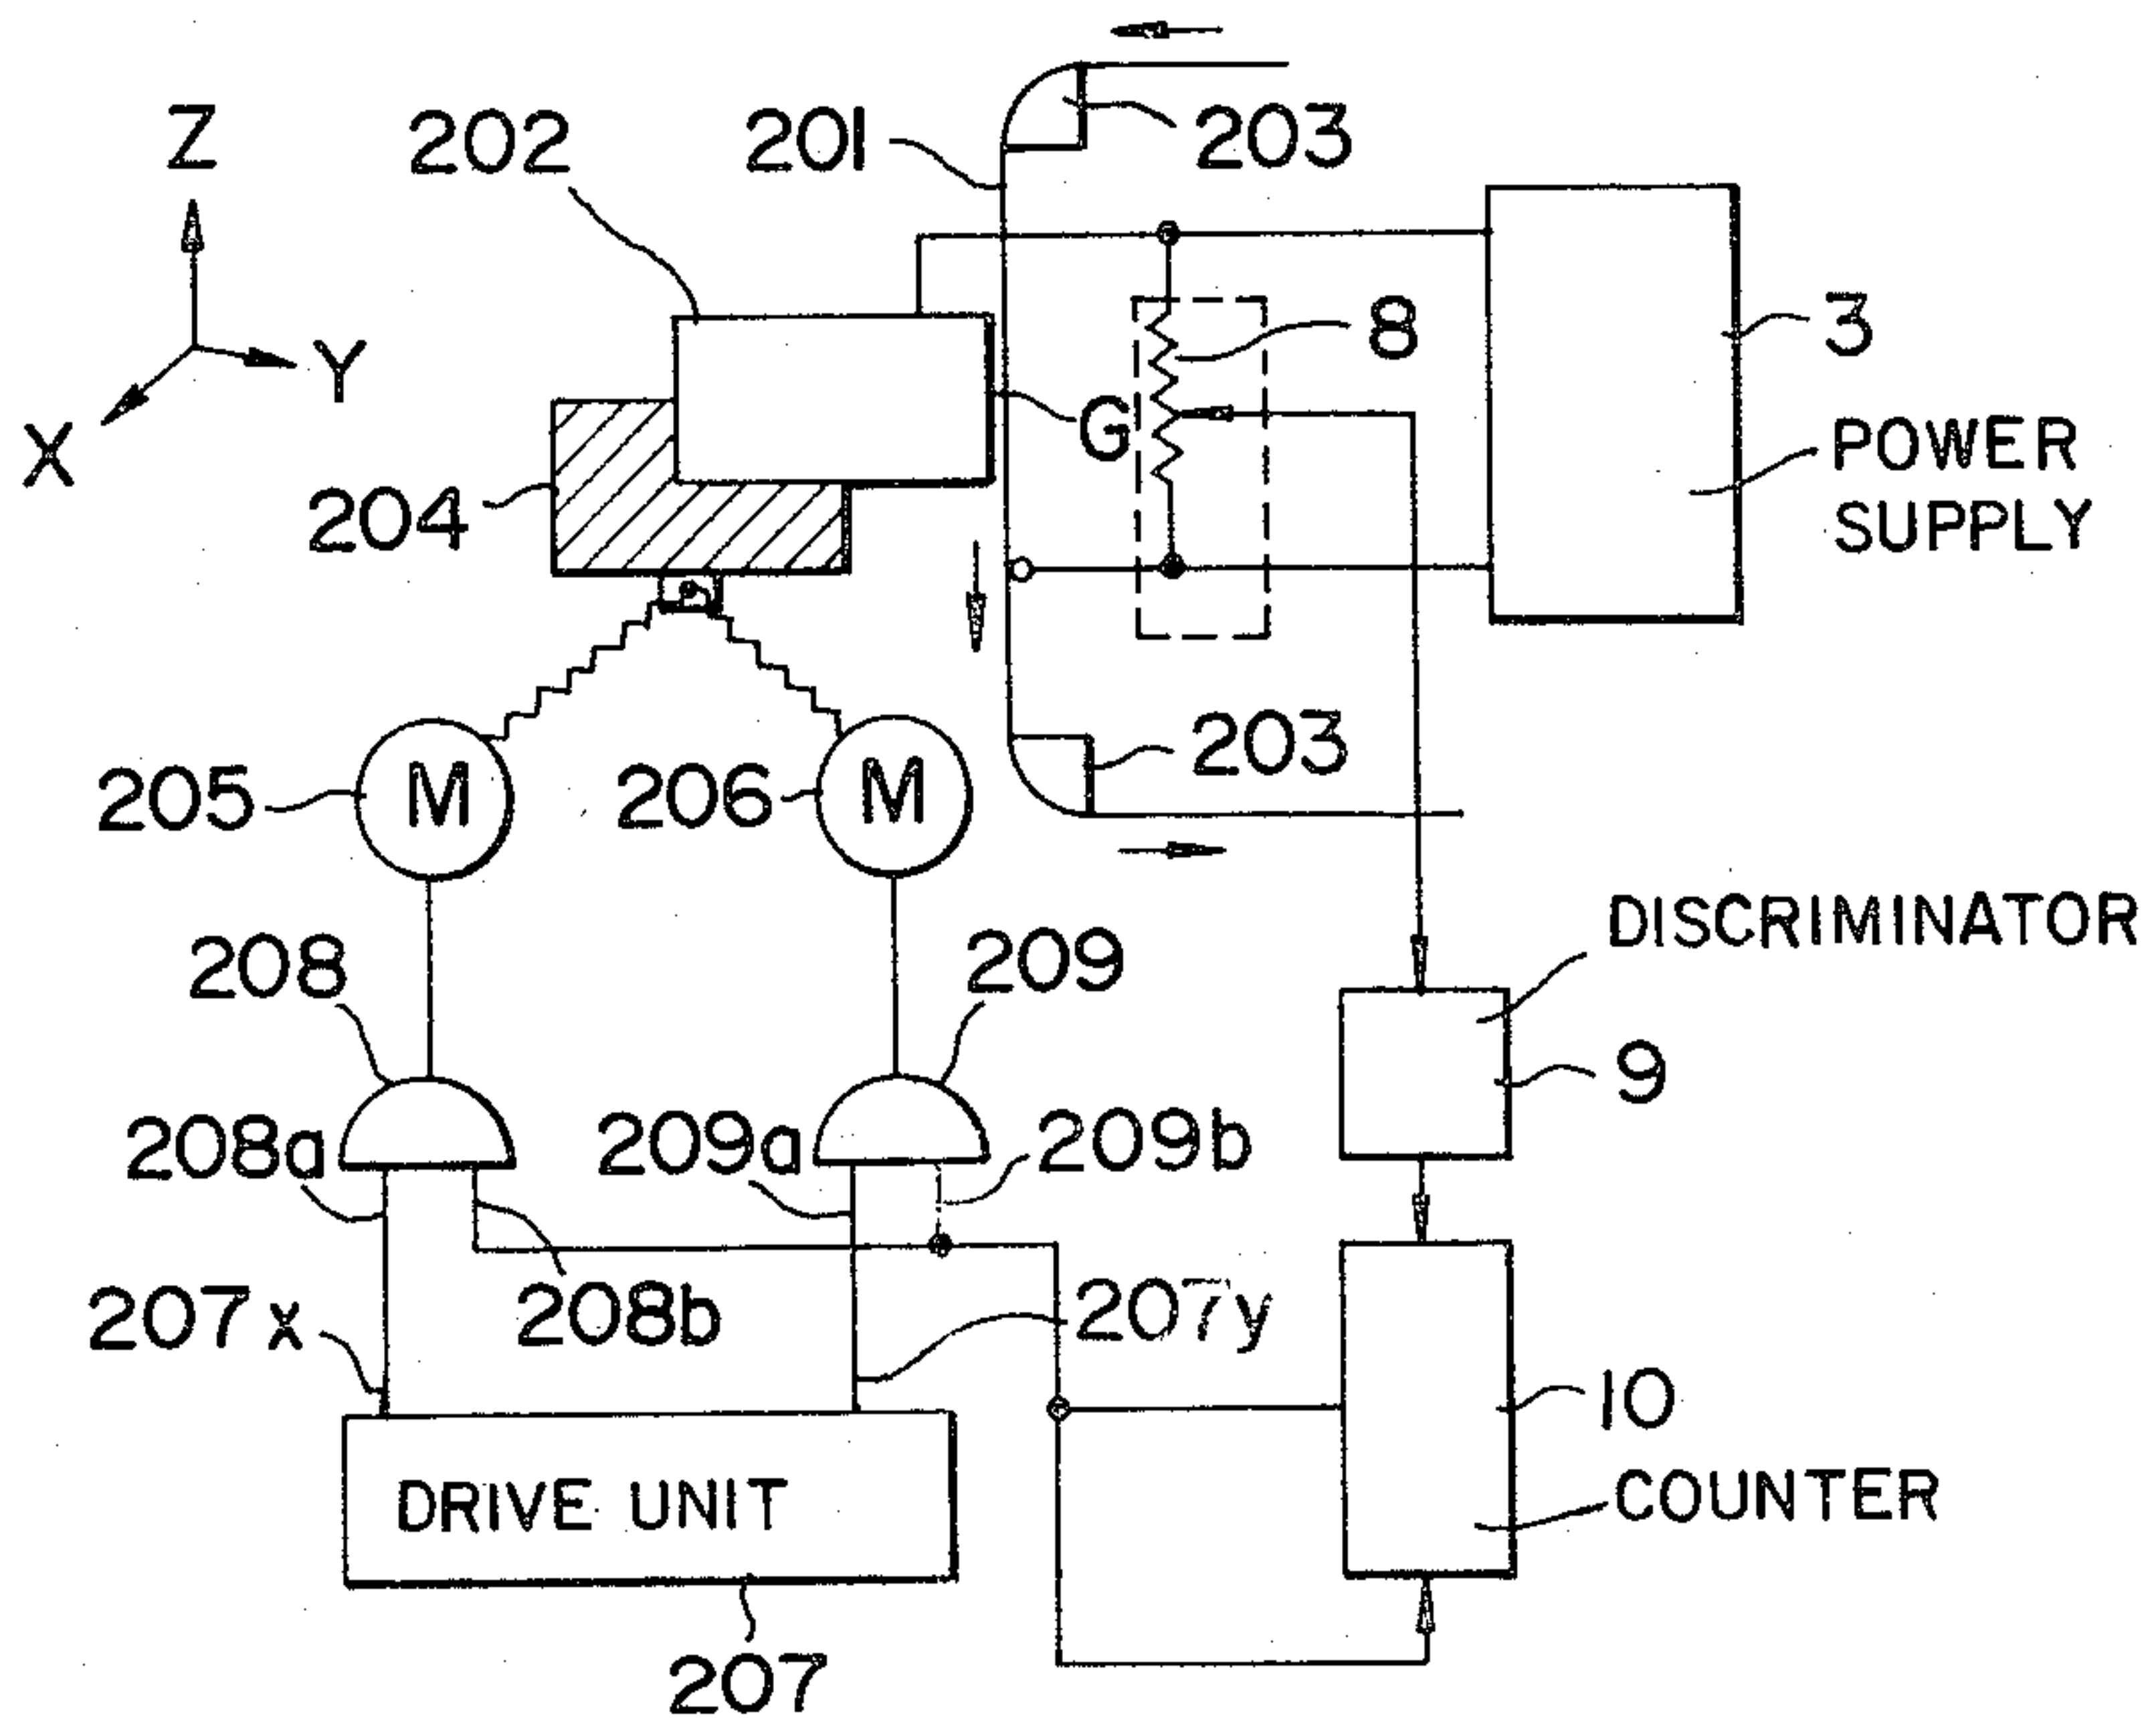 Z
202
201
203
Y
8
3
X
G
POWER
SUPPLY
204
203
205
M
206
M
DISCRIMINATOR
208
209
9
208a
209a
209b
207x
208b
207y
10
DRIVE UNIT
COUNTER
207